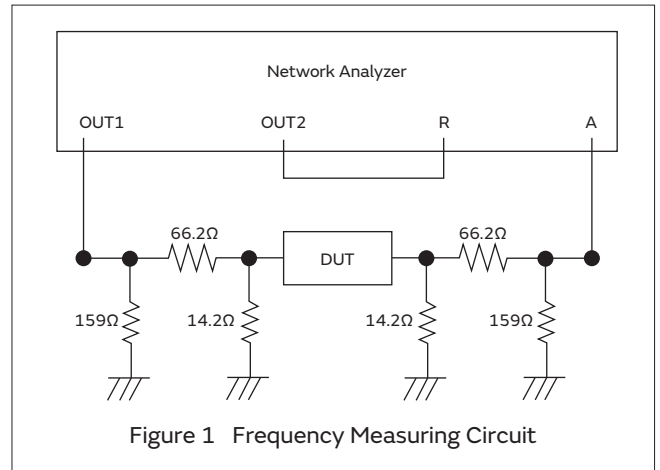 Network Analyzer
OUT1 OUT2 R A
66.2Ω 66.2Ω
DUT
159Ω 14.2Ω 14.2Ω 159Ω
Figure 1 Frequency Measuring Circuit